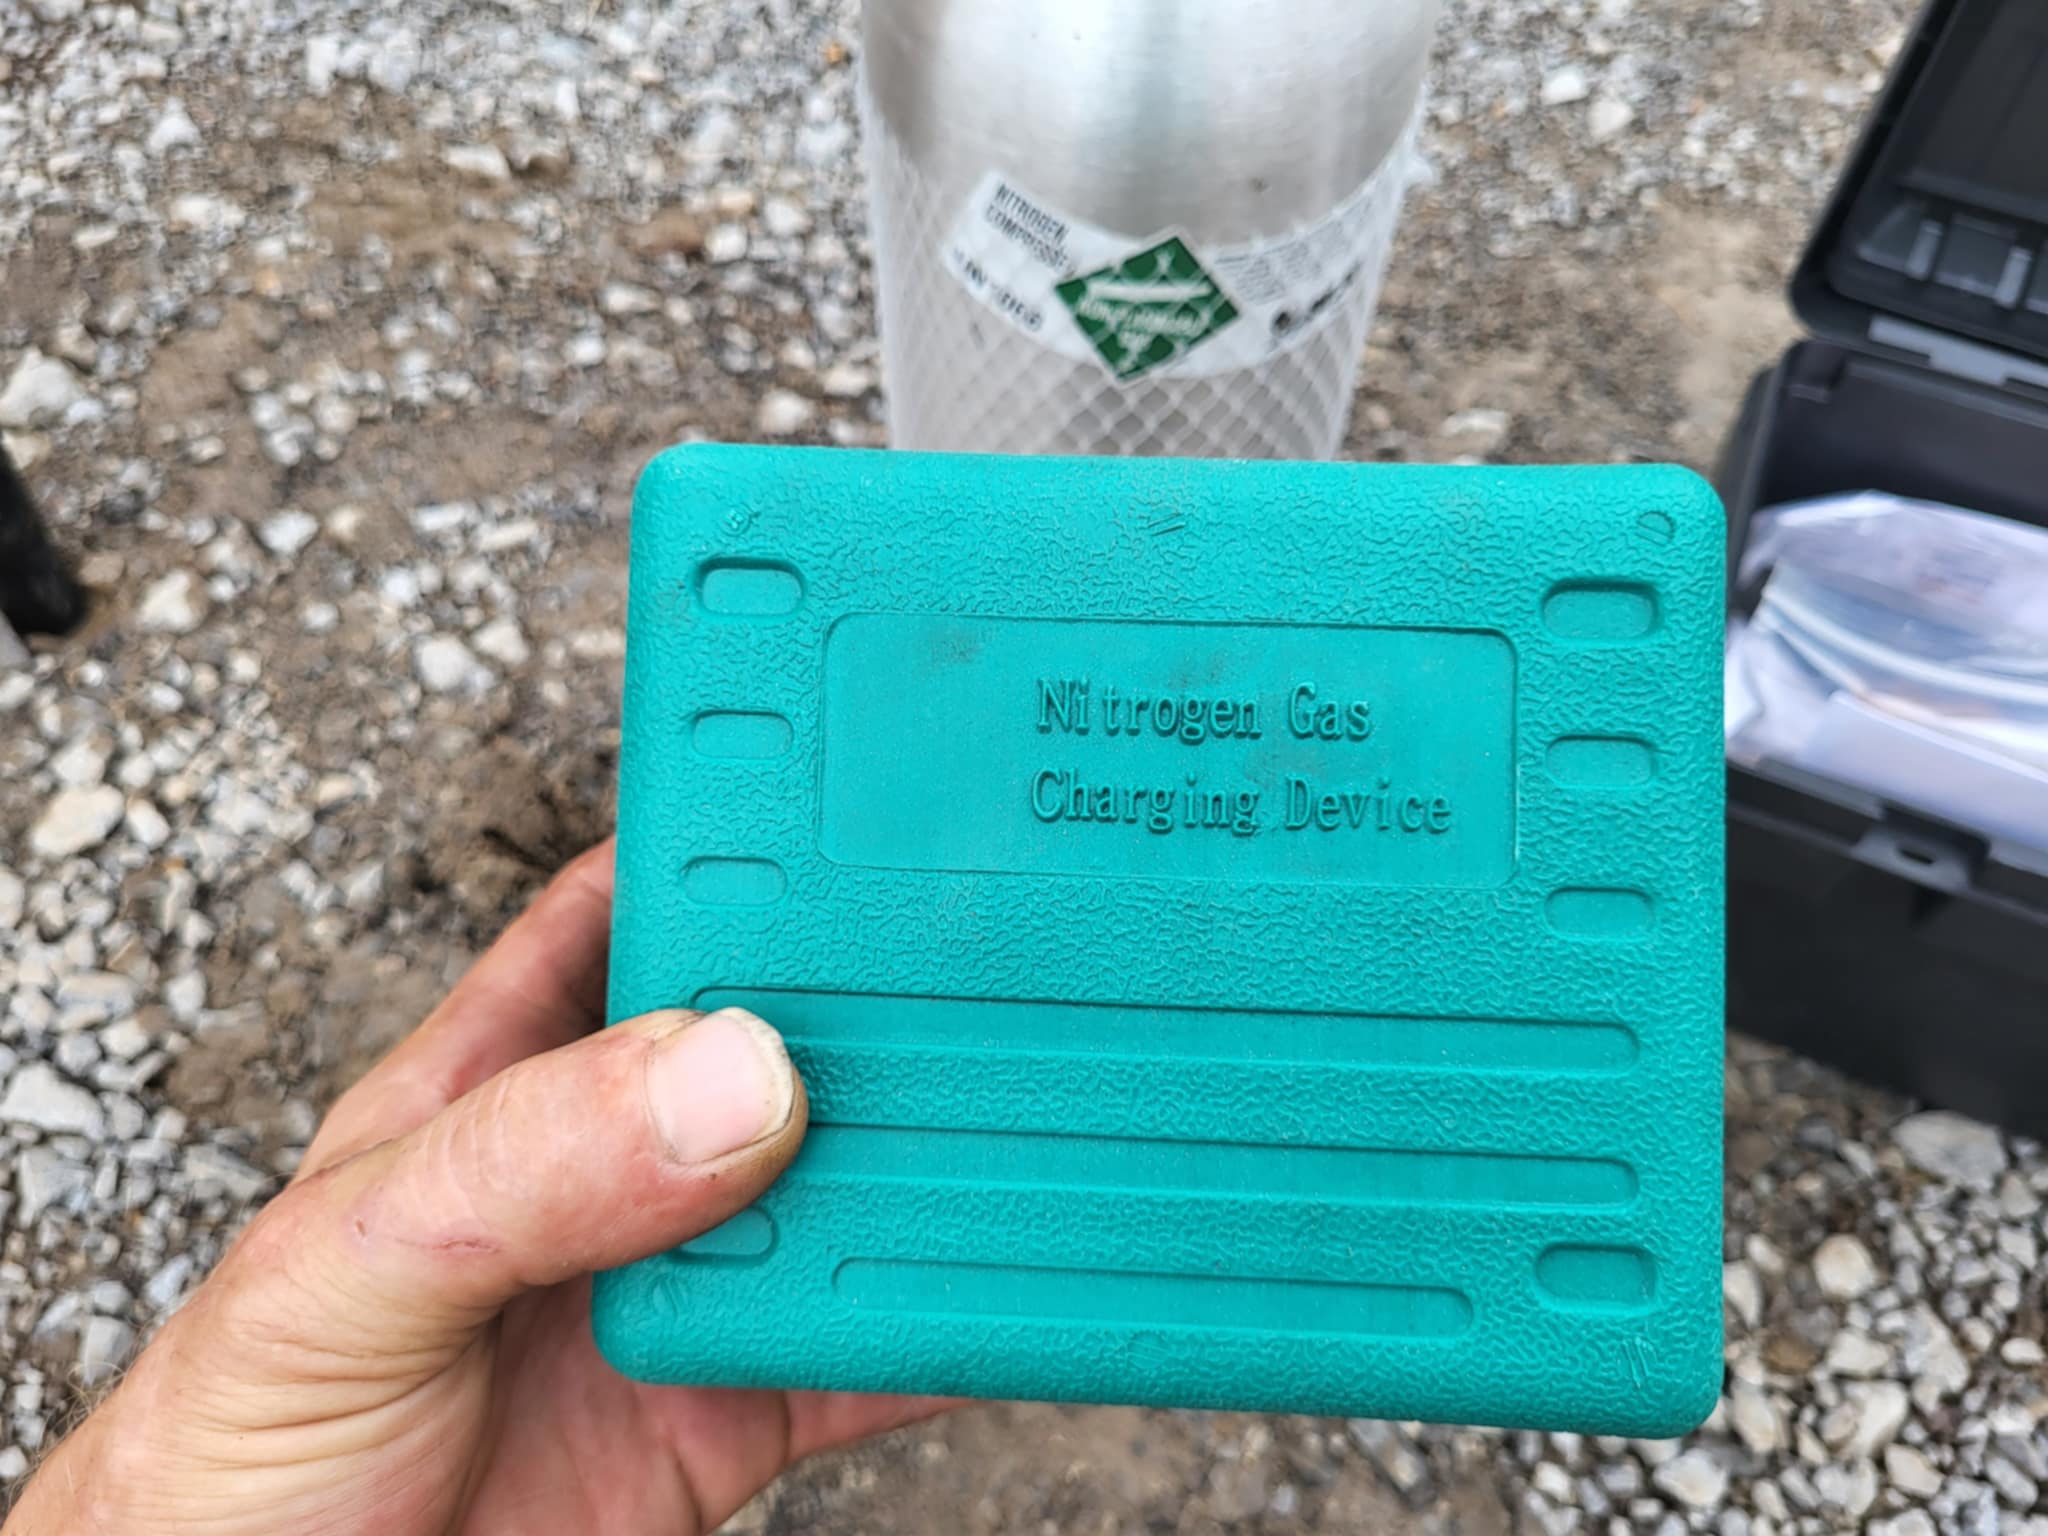 NITROGEN,
COMPRESSED
Nitrogen Gas
Charging Device